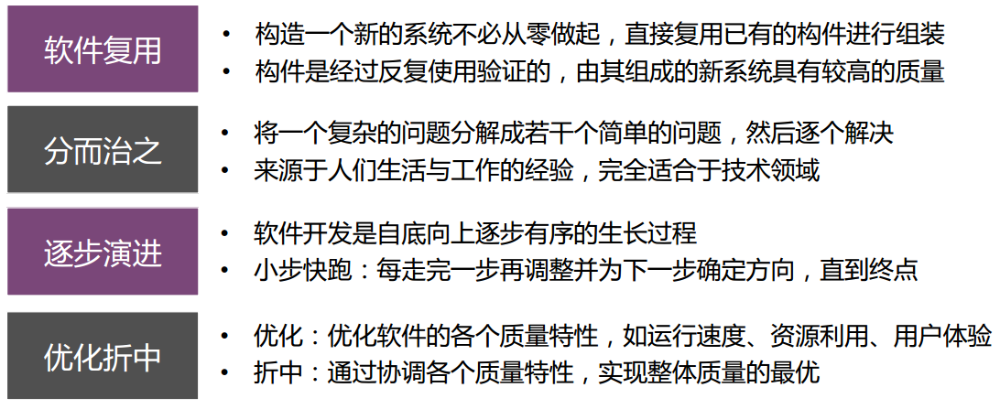 软件复用
• 构造一个新的系统不必从零做起，直接复用已有的构件进行组装
• 构件是经过反复使用验证的，由其组成的新系统具有较高的质量
分而治之
• 将一个复杂的问题分解成若干个简单的问题，然后逐个解决
• 来源于人们生活与工作的经验，完全适合于技术领域
逐步演进
• 软件开发是自底向上逐步有序的生长过程
• 小步快跑：每走完一步再调整并为下一步确定方向，直到终点
优化折中
• 优化：优化软件的各个质量特性，如运行速度、资源利用、用户体验
• 折中：通过协调各个质量特性，实现整体质量的最优